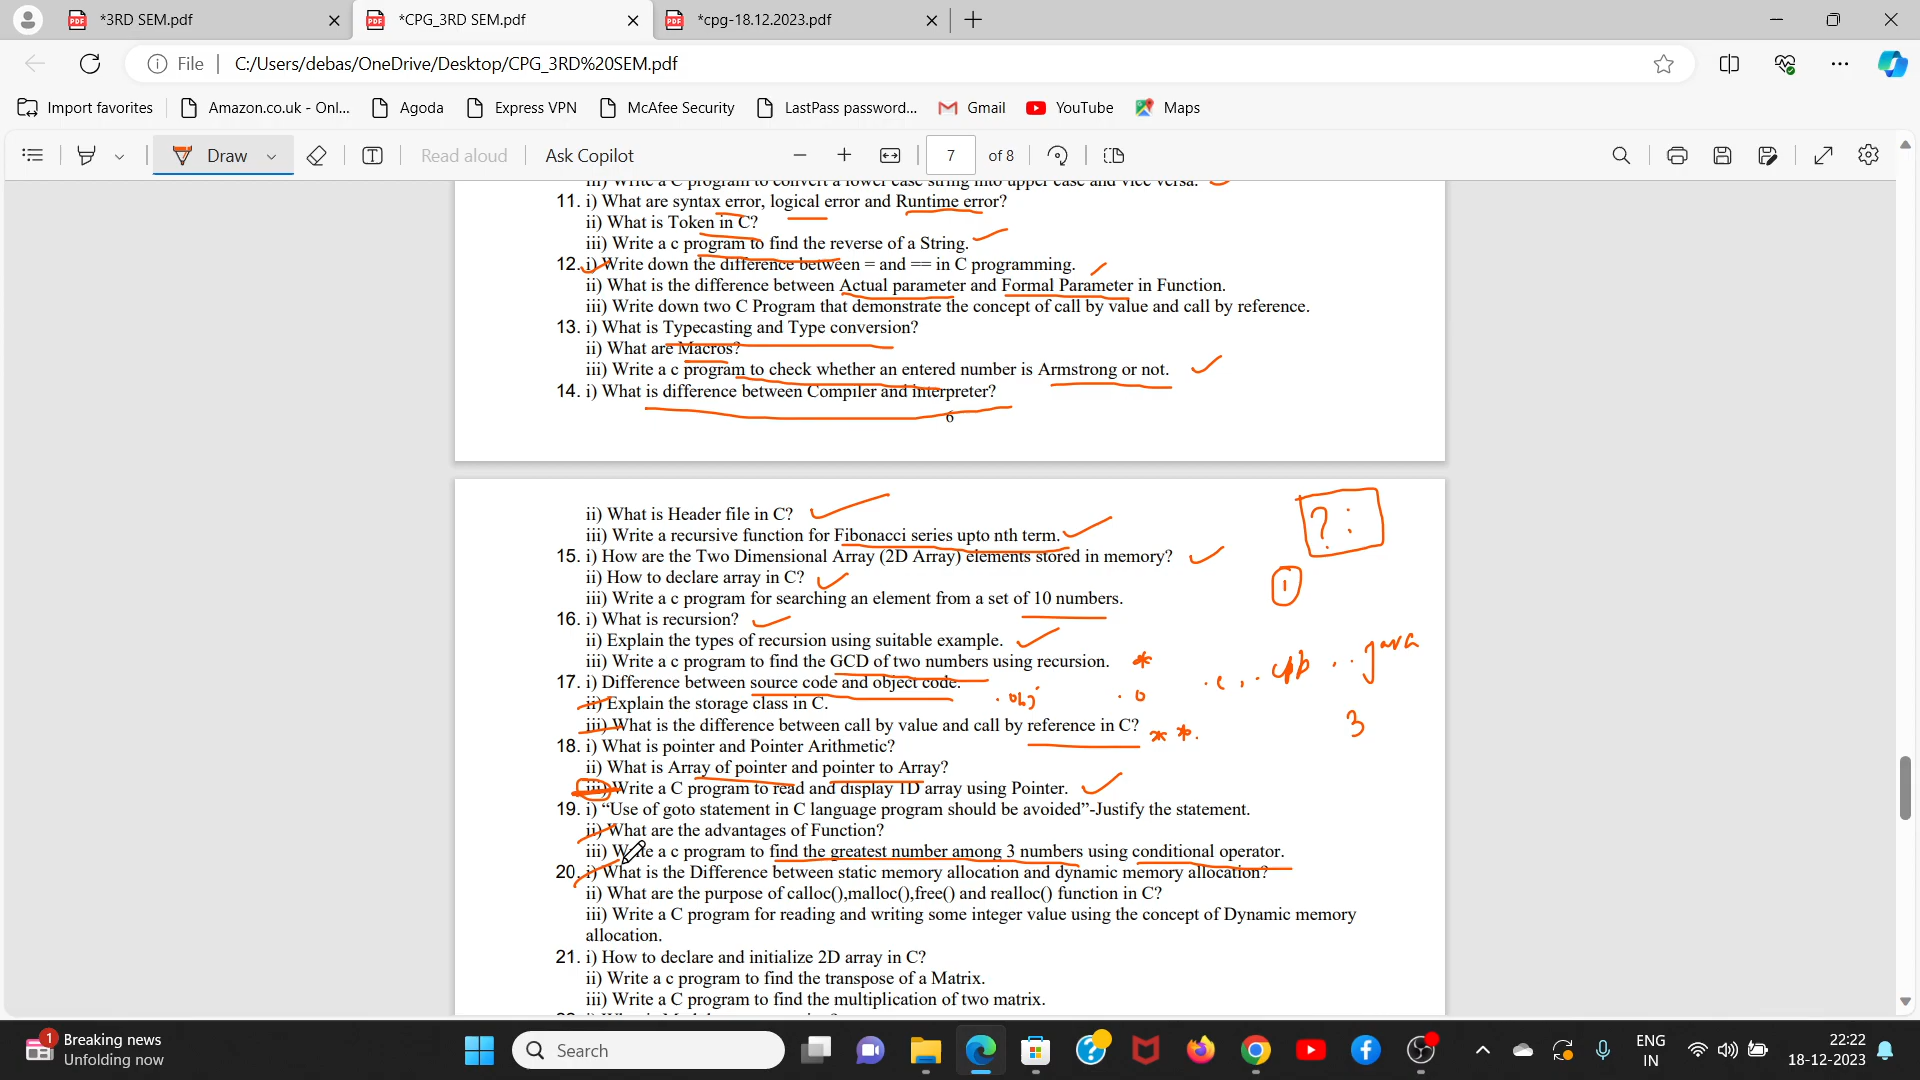 *3RD SEM.pdf
*CPG_3RD SEM.pdf
*cpg-18.12.2023.pdf
File
C:/Users/debas/OneDrive/Desktop/CPG_3RD%20SEM.pdf
Import favorites
Amazon.co.uk - Onl...
Agoda
Express VPN
McAfee Security
LastPass password...
Gmail
YouTube
Maps
Draw
Read aloud
Ask Copilot
7 of 8
iii) Write a C program to convert a lower case string into upper case and vice versa.
11. i) What are syntax error, logical error and Runtime error?
ii) What is Token in C?
iii) Write a c program to find the reverse of a String.
12. i) Write down the difference between = and == in C programming.
ii) What is the difference between Actual parameter and Formal Parameter in Function.
iii) Write down two C Program that demonstrate the concept of call by value and call by reference.
13. i) What is Typecasting and Type conversion?
ii) What are Macros?
iii) Write a c program to check whether an entered number is Armstrong or not.
14. i) What is difference between Compiler and interpreter?
6
ii) What is Header file in C?
? :
iii) Write a recursive function for Fibonacci series upto nth term.
15. i) How are the Two Dimensional Array (2D Array) elements stored in memory?
ii) How to declare array in C?
1
iii) Write a c program for searching an element from a set of 10 numbers.
16. i) What is recursion?
ii) Explain the types of recursion using suitable example.
iii) Write a c program to find the GCD of two numbers using recursion. *
. c . . cpp . . java
17. i) Difference between source code and object code.
. obj . o
ii) Explain the storage class in C.
iii) What is the difference between call by value and call by reference in C? * *.
3
18. i) What is pointer and Pointer Arithmetic?
ii) What is Array of pointer and pointer to Array?
iii) Write a C program to read and display 1D array using Pointer.
19. i) “Use of goto statement in C language program should be avoided”-Justify the statement.
ii) What are the advantages of Function?
iii) Write a c program to find the greatest number among 3 numbers using conditional operator.
20. i) What is the Difference between static memory allocation and dynamic memory allocation?
ii) What are the purpose of calloc(),malloc(),free() and realloc() function in C?
iii) Write a C program for reading and writing some integer value using the concept of Dynamic memory
allocation.
21. i) How to declare and initialize 2D array in C?
ii) Write a c program to find the transpose of a Matrix.
iii) Write a C program to find the multiplication of two matrix.
1
Breaking news
Unfolding now
Search
ENG
IN
22:22
18-12-2023